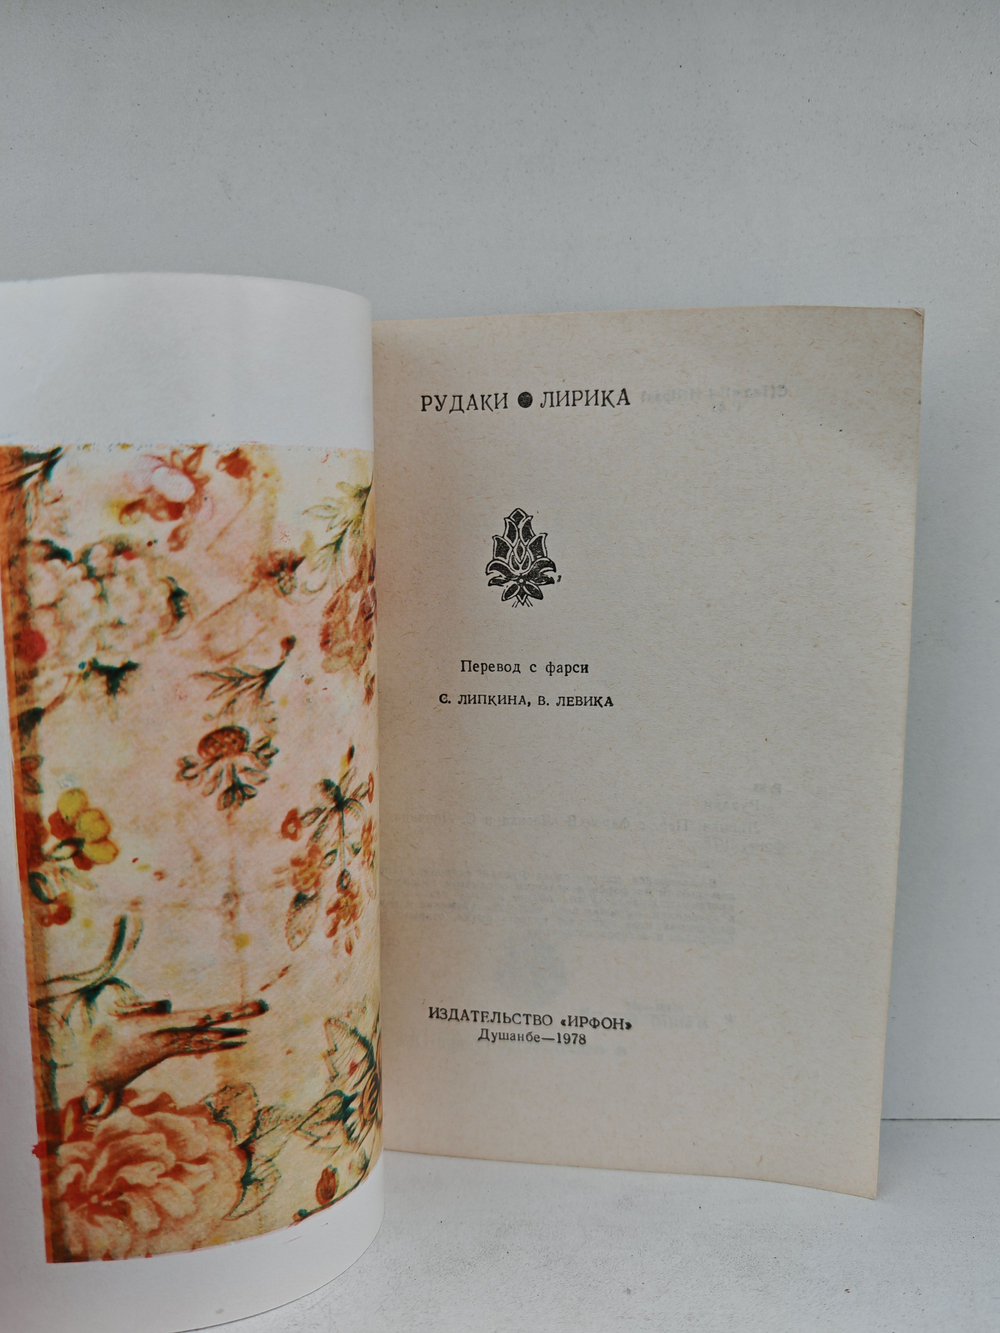 РУДАКИ ● ЛИРИКА
Перевод с фарси
С. ЛИПКИНА, В. ЛЕВИКА
ИЗДАТЕЛЬСТВО «ИРФОН»
Душанбе—1978